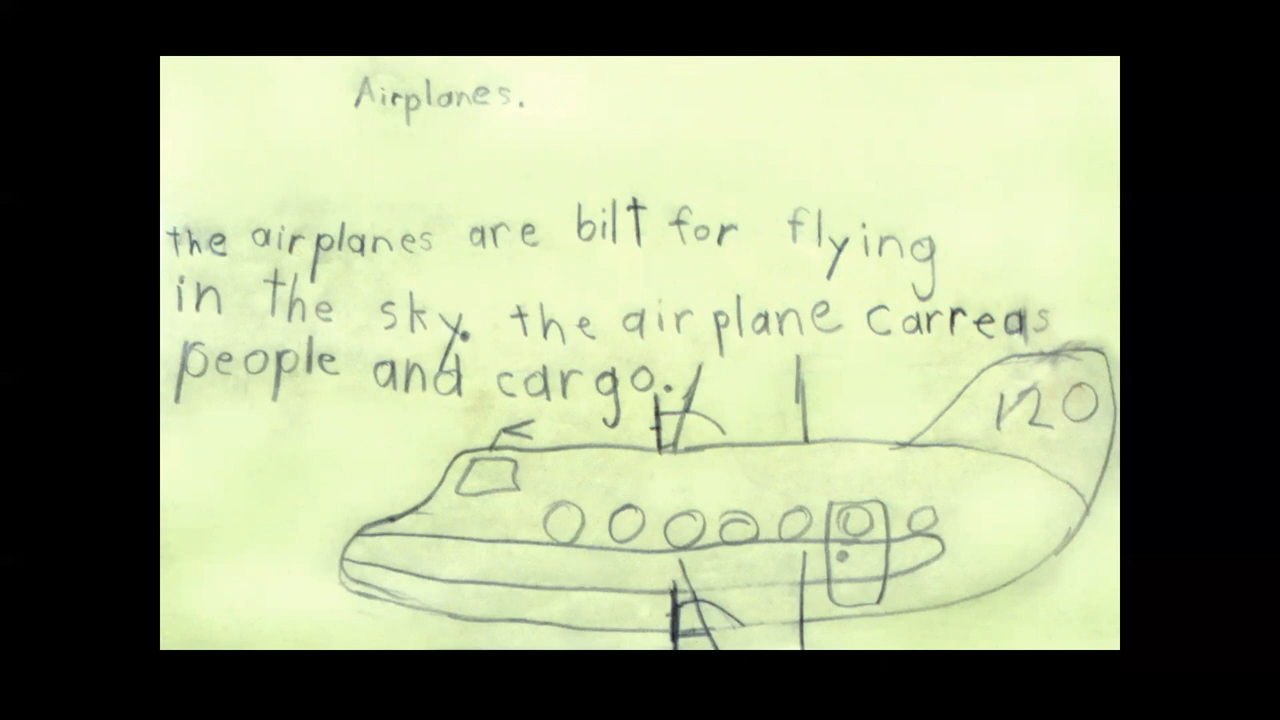 Airplanes.
the airplanes are bilt for flying
in the sky. the airplane carreas
people and cargo.
120